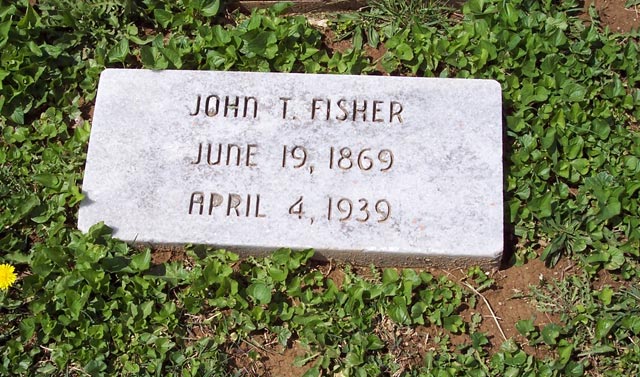 JOHN T. FISHER
JUNE 19, 1869
APRIL 4, 1939